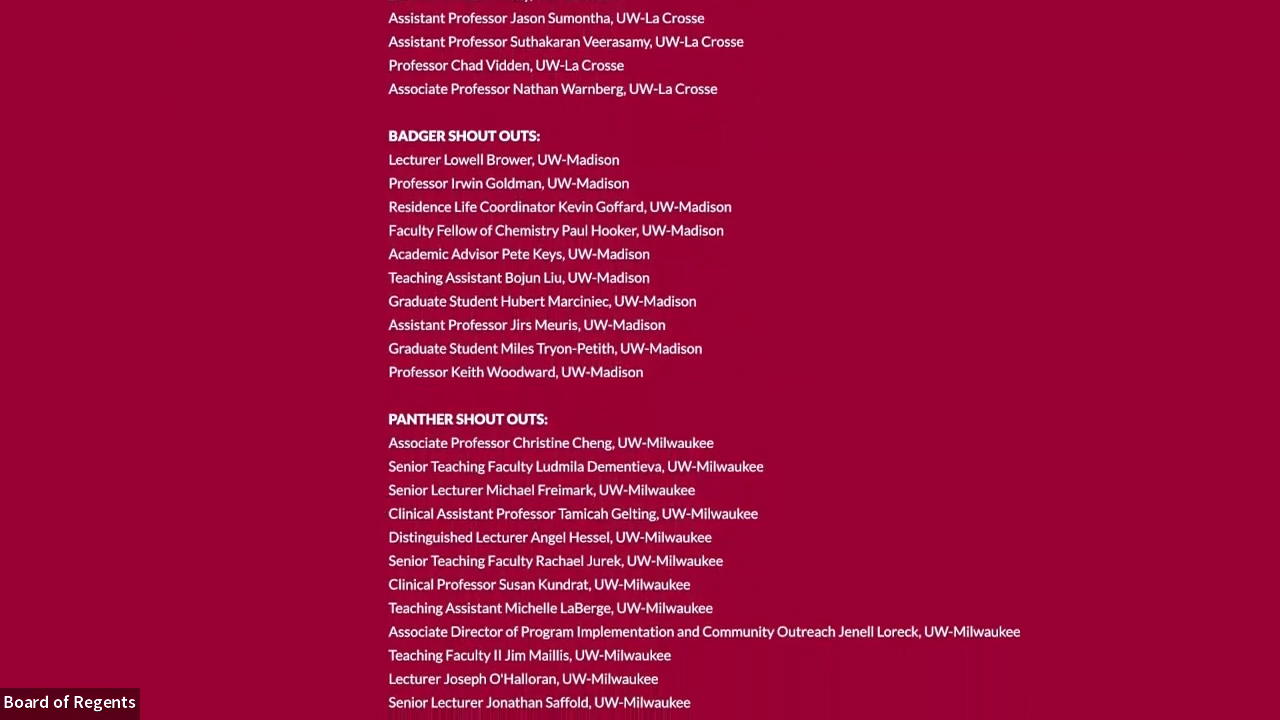 Assistant Professor Jason Sumontha, UW-La Crosse
Assistant Professor Suthakaran Veerasamy, UW-La Crosse
Professor Chad Vidden, UW-La Crosse
Associate Professor Nathan Warnberg, UW-La Crosse
BADGER SHOUT OUTS:
Lecturer Lowell Brower, UW-Madison
Professor Irwin Goldman, UW-Madison
Residence Life Coordinator Kevin Goffard, UW-Madison
Faculty Fellow of Chemistry Paul Hooker, UW-Madison
Academic Advisor Pete Keys, UW-Madison
Teaching Assistant Bojun Liu, UW-Madison
Graduate Student Hubert Marciniec, UW-Madison
Assistant Professor Jirs Meuris, UW-Madison
Graduate Student Miles Tryon-Petith, UW-Madison
Professor Keith Woodward, UW-Madison
PANTHER SHOUT OUTS:
Associate Professor Christine Cheng, UW-Milwaukee
Senior Teaching Faculty Ludmila Dementieva, UW-Milwaukee
Senior Lecturer Michael Freimark, UW-Milwaukee
Clinical Assistant Professor Tamicah Gelting, UW-Milwaukee
Distinguished Lecturer Angel Hessel, UW-Milwaukee
Senior Teaching Faculty Rachael Jurek, UW-Milwaukee
Clinical Professor Susan Kundrat, UW-Milwaukee
Teaching Assistant Michelle LaBerge, UW-Milwaukee
Associate Director of Program Implementation and Community Outreach Jenell Loreck, UW-Milwaukee
Teaching Faculty II Jim Maillis, UW-Milwaukee
Lecturer Joseph O'Halloran, UW-Milwaukee
Senior Lecturer Jonathan Saffold, UW-Milwaukee
Board of Regents